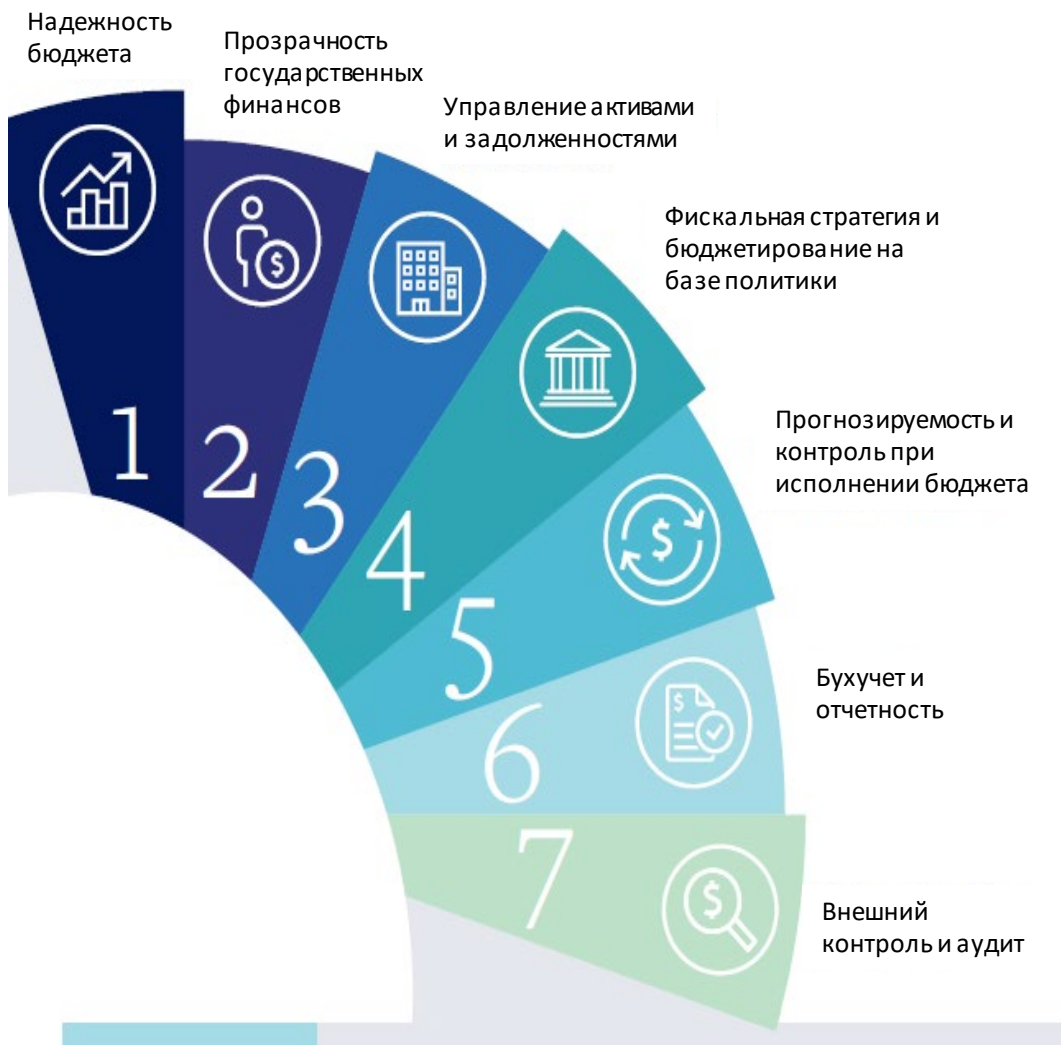 Надежность
бюджета
1
Прозрачность
государственных
финансов
2
Управление активами
и задолженностями
3
Фискальная стратегия и
бюджетирование на
базе политики
4
Прогнозируемость и
контроль при
исполнении бюджета
$
5
Бухучет и
отчетность
$
6
Внешний
контроль и аудит
$
7
$